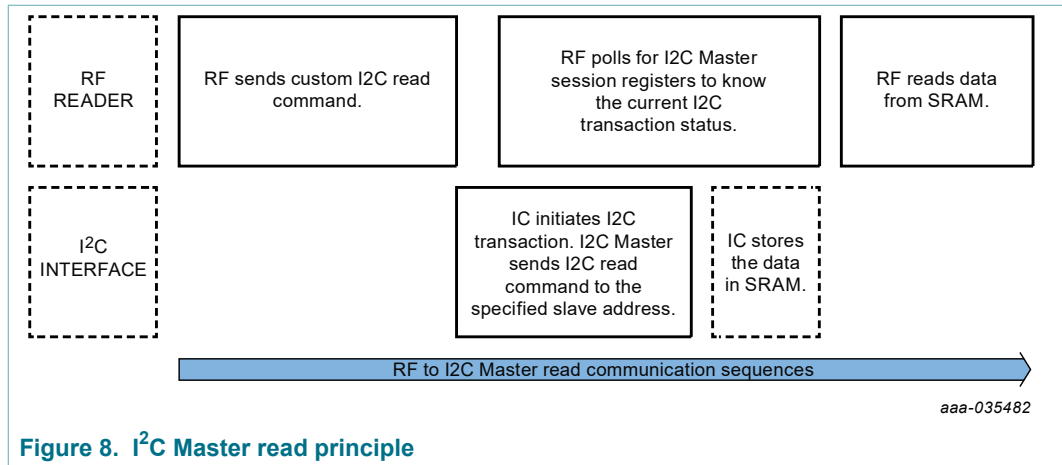 RF
READER
RF sends custom I2C read
command.
RF polls for I2C Master
session registers to know
the current I2C
transaction status.
RF reads data
from SRAM.
I²C
INTERFACE
IC initiates I2C
transaction. I2C Master
sends I2C read
command to the
specified slave address.
IC stores
the data
in SRAM.
RF to I2C Master read communication sequences
aaa-035482
Figure 8. I²C Master read principle